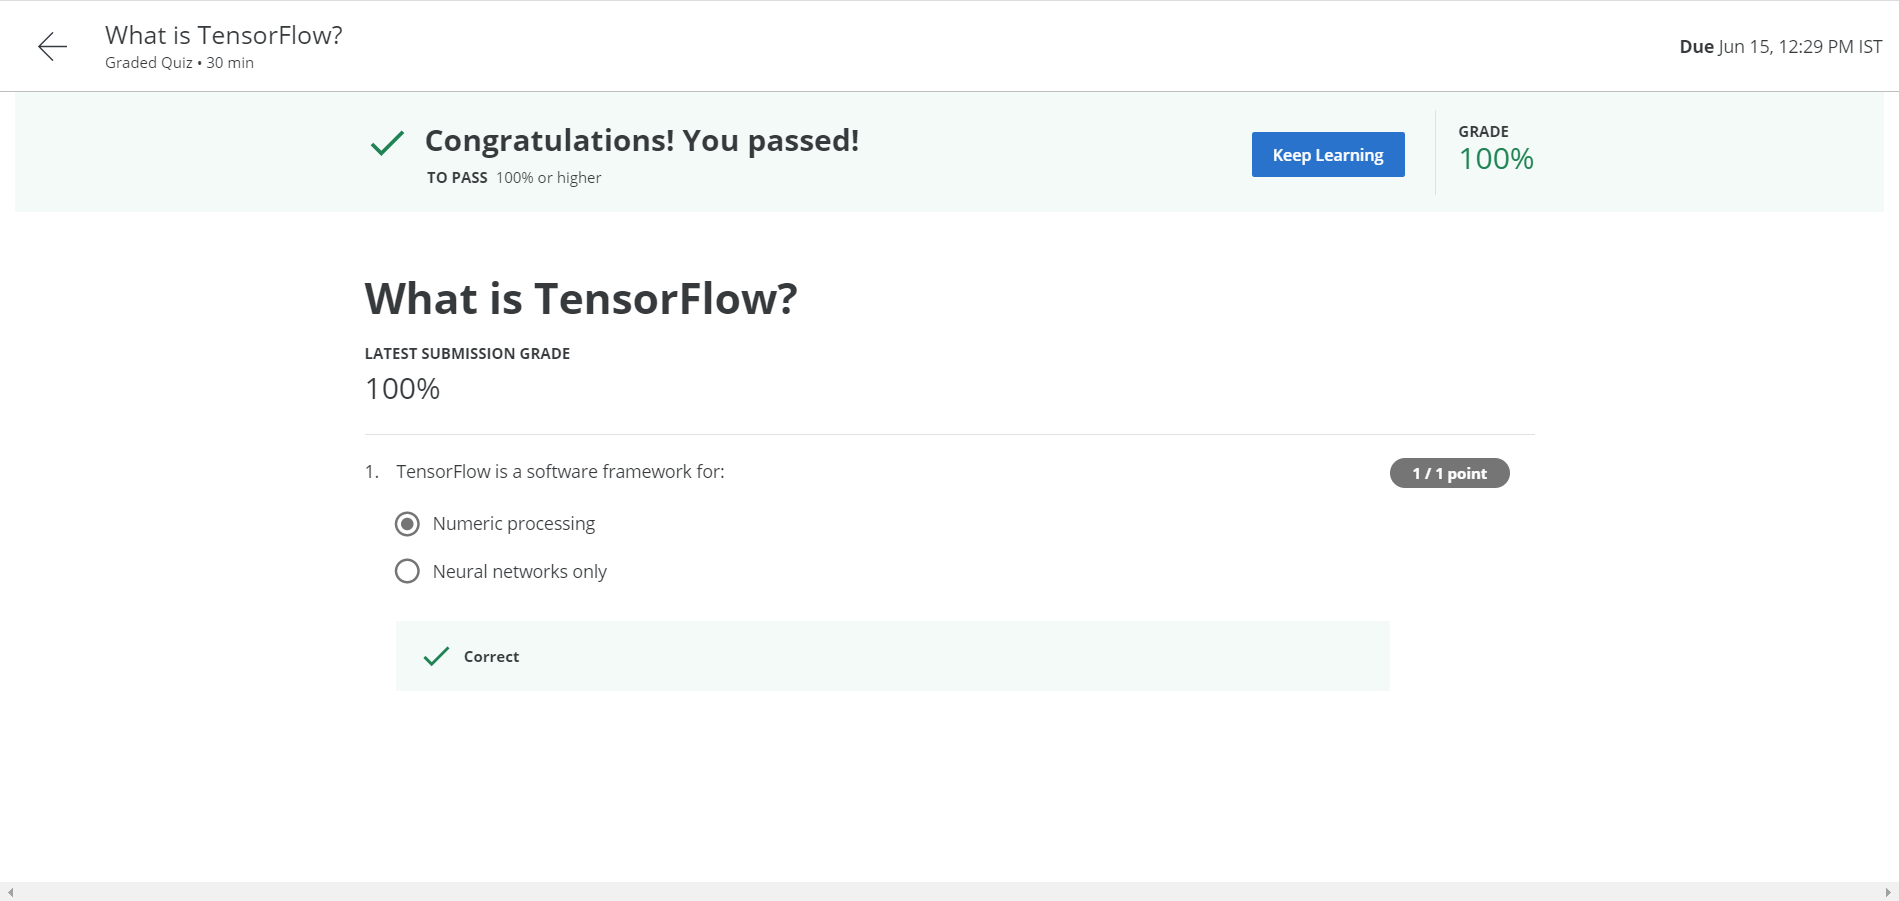 What is TensorFlow?
Graded Quiz • 30 min
Due Jun 15, 12:29 PM IST
Congratulations! You passed!
TO PASS 100% or higher
Keep Learning
GRADE
100%
What is TensorFlow?
LATEST SUBMISSION GRADE
100%
1. TensorFlow is a software framework for:
1 / 1 point
Numeric processing
Neural networks only
Correct